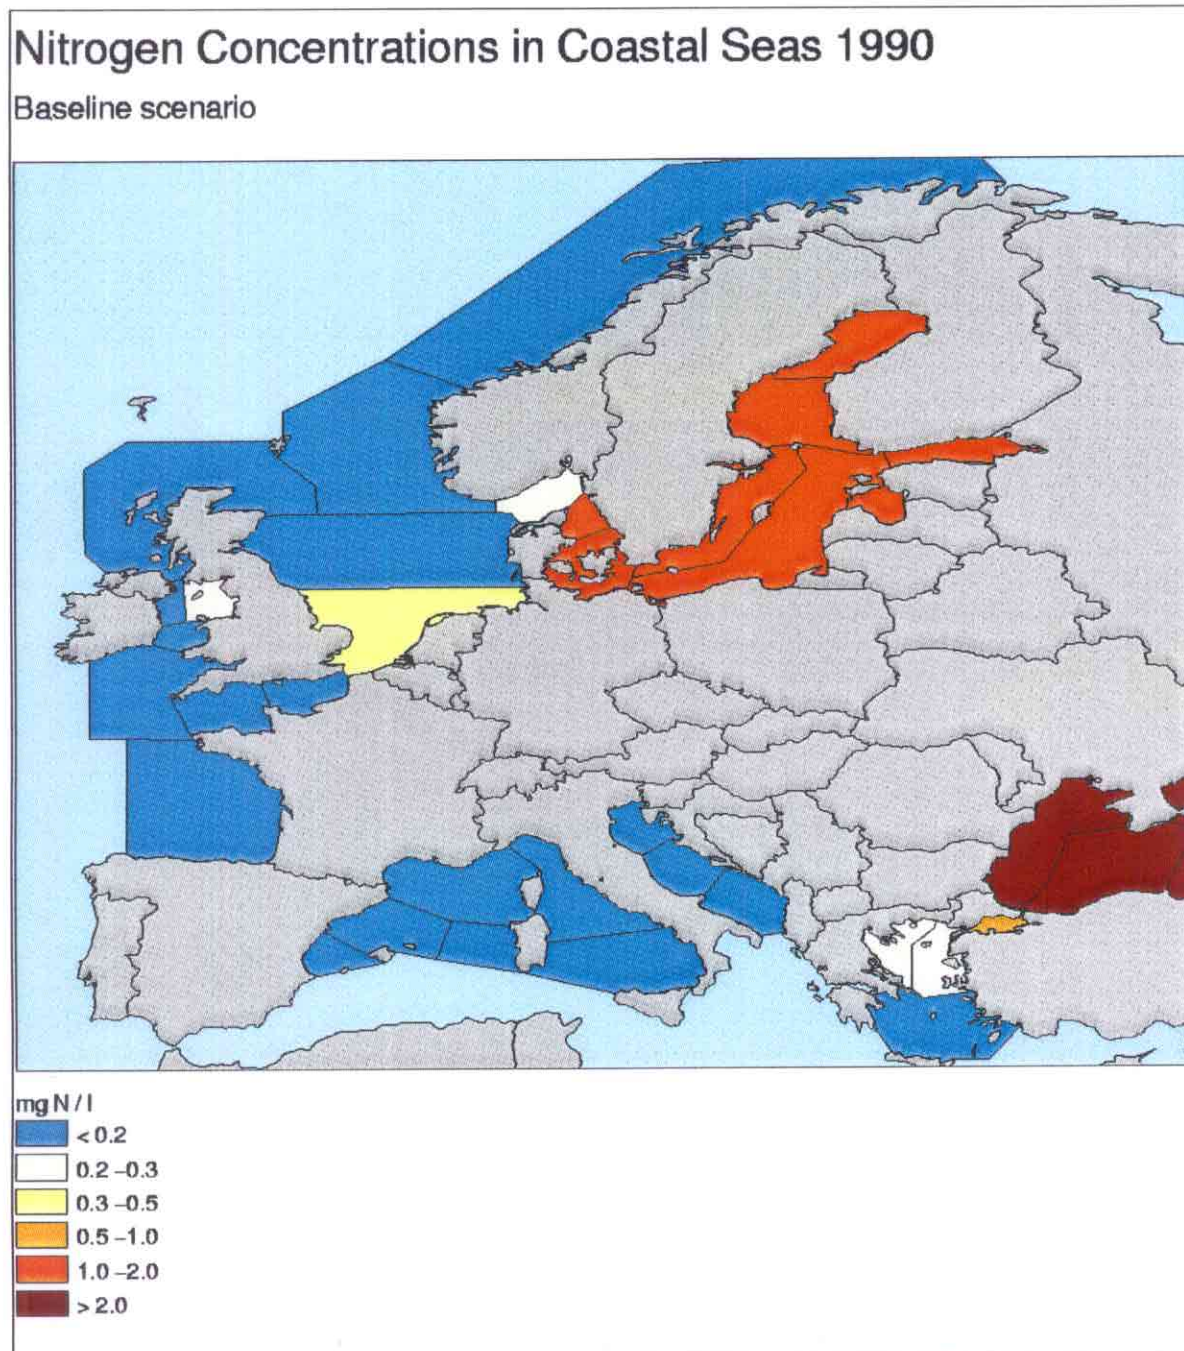 Nitrogen Concentrations in Coastal Seas 1990
Baseline scenario
mg N / l
< 0.2
0.2 –0.3
0.3 –0.5
0.5 –1.0
1.0 –2.0
> 2.0